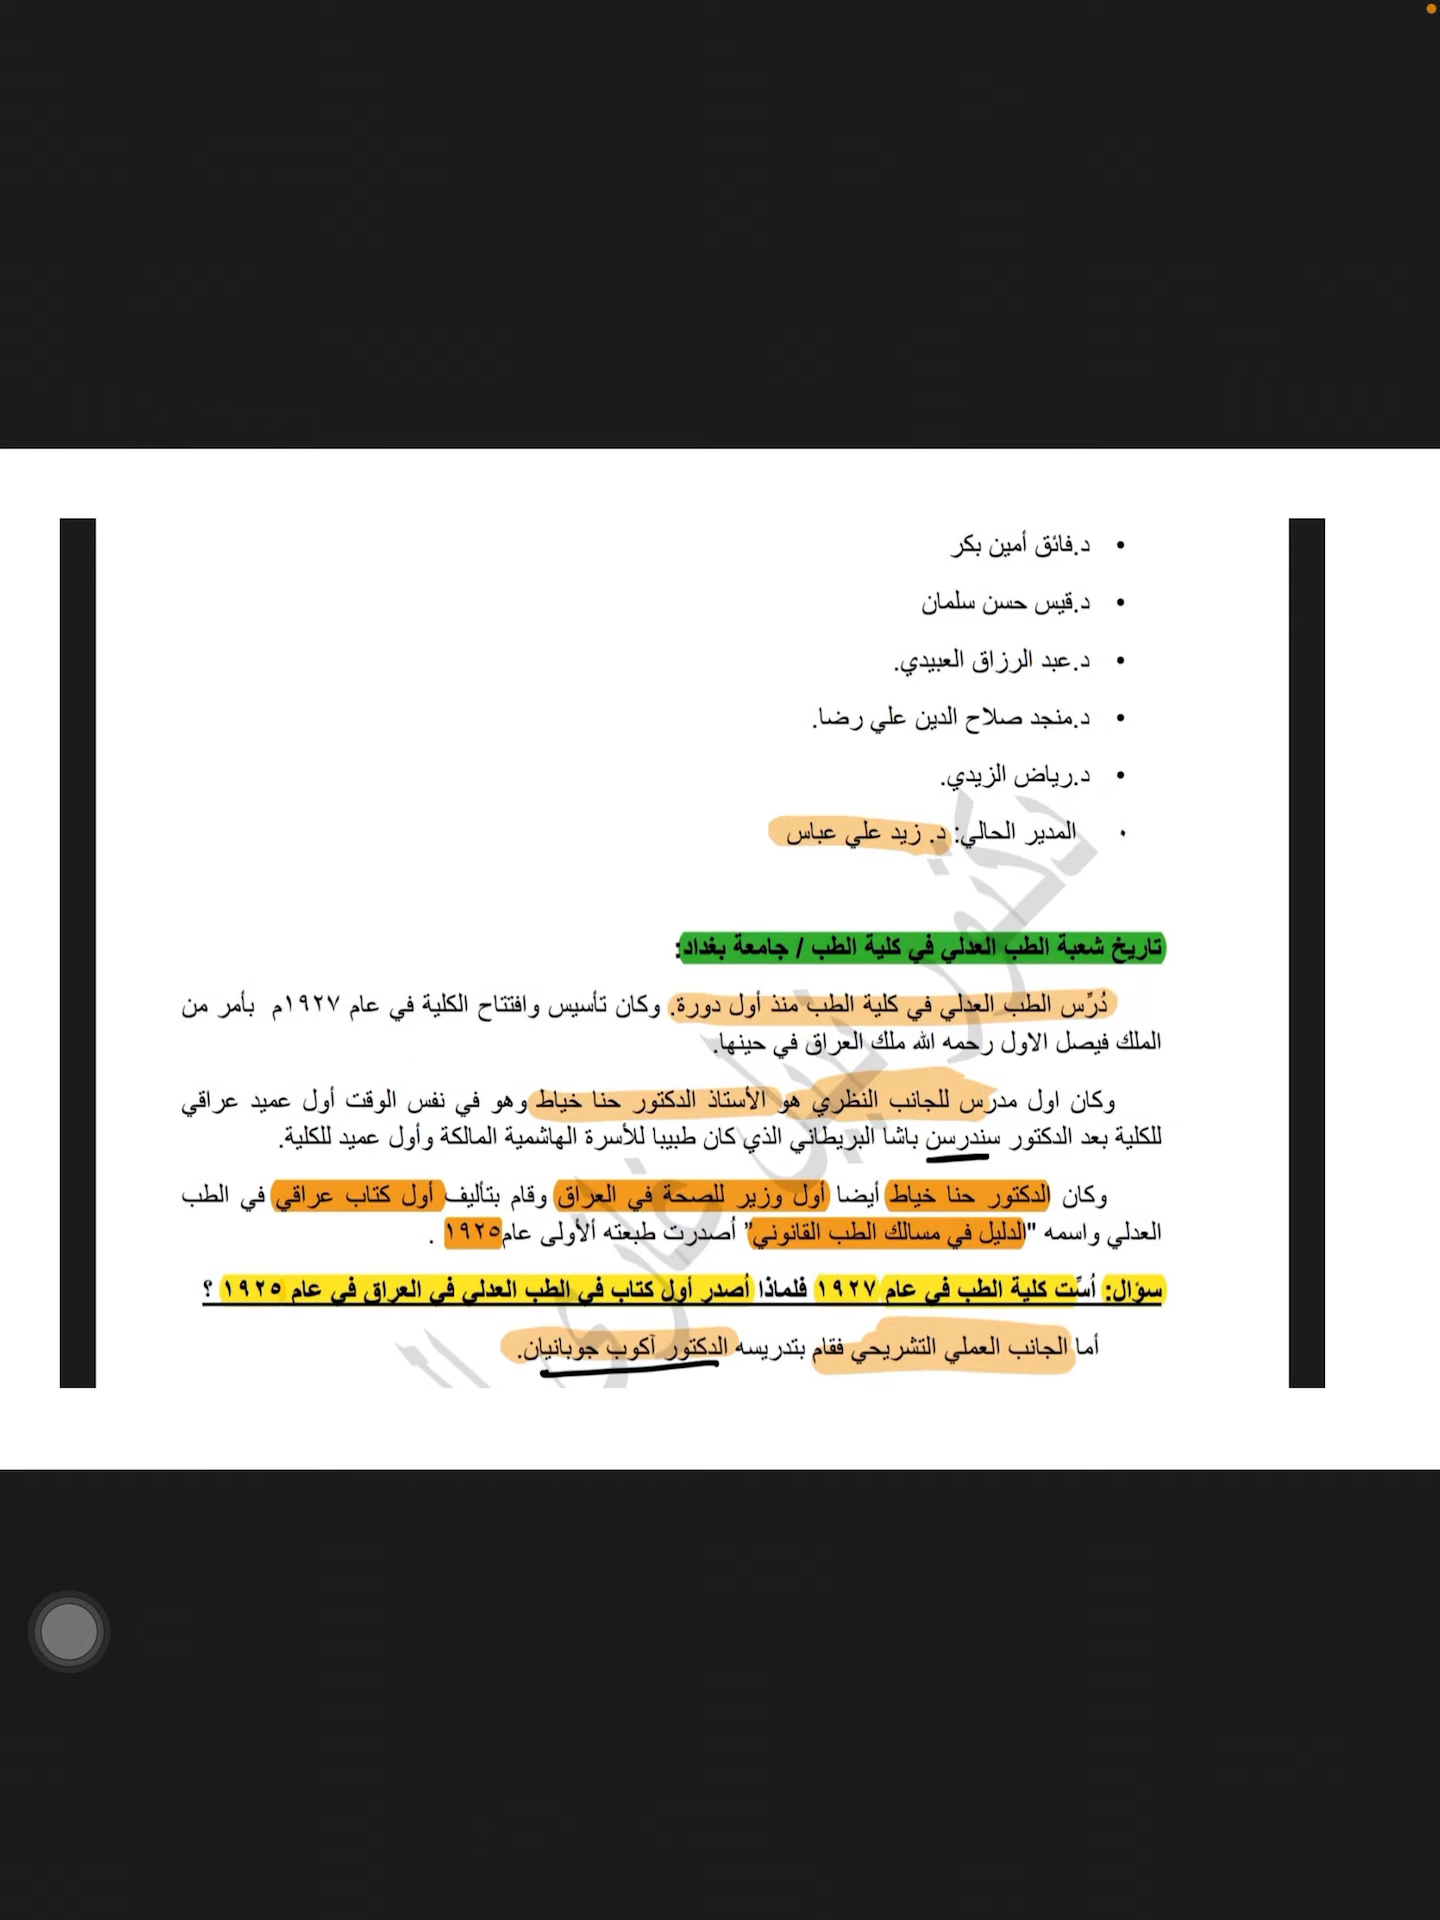 • د.فائق أمين بكر
• د.قيس حسن سلمان
• د.عبد الرزاق العبيدي.
• د.منجد صلاح الدين علي رضا.
• د.رياض الزيدي.
• المدير الحالي: د. زيد علي عباس
تاريخ شعبة الطب العدلي في كلية الطب / جامعة بغداد:
دُرِّس الطب العدلي في كلية الطب منذ أول دورة. وكان تأسيس وافتتاح الكلية في عام ١٩٢٧م بأمر من
الملك فيصل الاول رحمه الله ملك العراق في حينها.
وكان اول مدرس للجانب النظري هو الأستاذ الدكتور حنا خياط وهو في نفس الوقت أول عميد عراقي
للكلية بعد الدكتور سندرسن باشا البريطاني الذي كان طبيبا للأسرة الهاشمية المالكة وأول عميد للكلية.
وكان الدكتور حنا خياط أيضا أول وزير للصحة في العراق وقام بتأليف أول كتاب عراقي في الطب
العدلي واسمه "الدليل في مسالك الطب القانوني" أصدرت طبعته ألأولى عام١٩٢٥ .
سؤال: أُسِّت كلية الطب في عام ١٩٢٧ فلماذا أصدر أول كتاب في الطب العدلي في العراق في عام ١٩٢٥ ؟
أما الجانب العملي التشريحي فقام بتدريسه الدكتور آكوب جوبانيان.